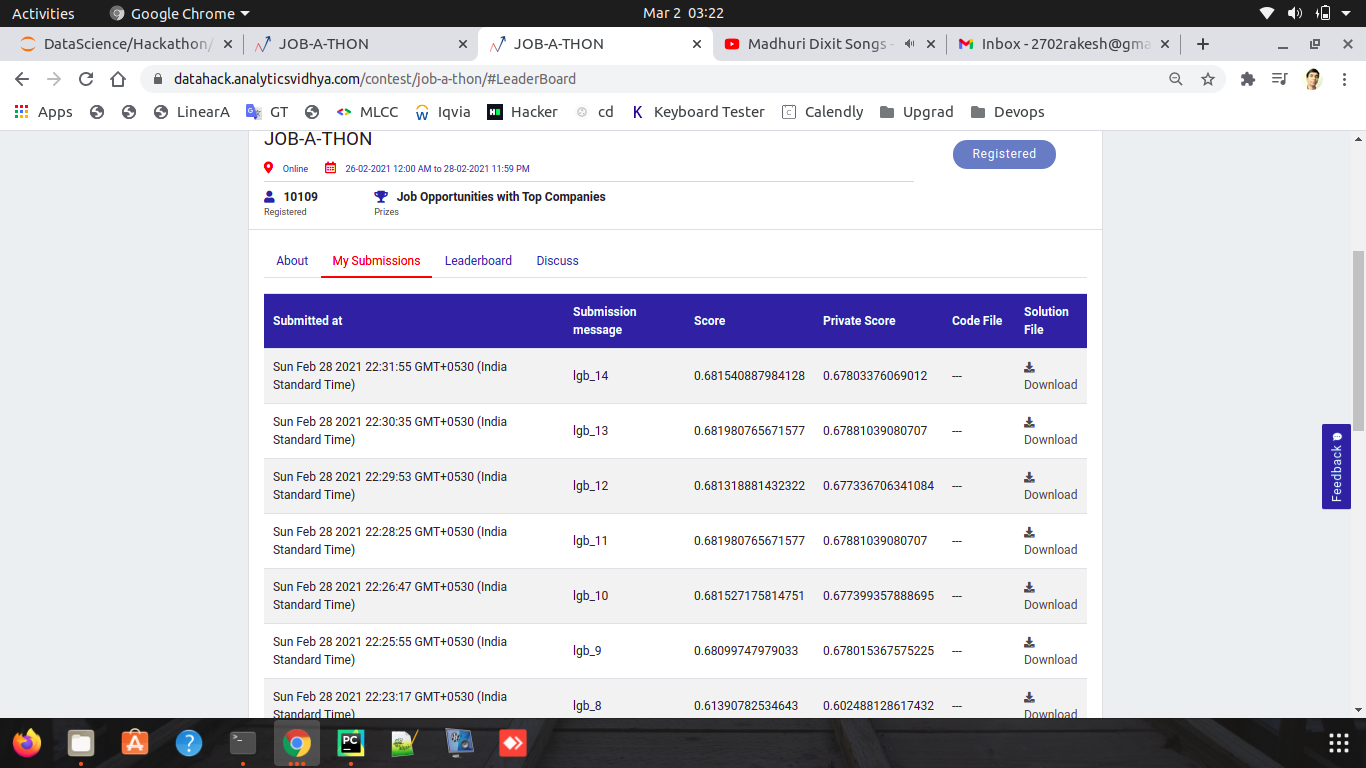 Activities Google Chrome Mar 2 03:22
DataScience/Hackathon/ JOB-A-THON JOB-A-THON Madhuri Dixit Songs - Inbox - 2702rakesh@gma
datahack.analyticsvidhya.com/contest/job-a-thon/#LeaderBoard
Apps LinearA GT MLCC Iqvia Hacker cd Keyboard Tester Calendly Upgrad Devops
JOB-A-THON
Registered
Online 26-02-2021 12:00 AM to 28-02-2021 11:59 PM
10109 Job Opportunities with Top Companies
Registered Prizes
About My Submissions Leaderboard Discuss
Submitted at Submission message Score Private Score Code File Solution File
Sun Feb 28 2021 22:31:55 GMT+0530 (India
Standard Time) lgb_14 0.681540887984128 0.67803376069012 --- Download
Sun Feb 28 2021 22:30:35 GMT+0530 (India
Standard Time) lgb_13 0.681980765671577 0.67881039080707 --- Download
Sun Feb 28 2021 22:29:53 GMT+0530 (India
Standard Time) lgb_12 0.681318881432322 0.677336706341084 --- Download
Sun Feb 28 2021 22:28:25 GMT+0530 (India
Standard Time) lgb_11 0.681980765671577 0.67881039080707 --- Download
Sun Feb 28 2021 22:26:47 GMT+0530 (India
Standard Time) lgb_10 0.681527175814751 0.677399357888695 --- Download
Sun Feb 28 2021 22:25:55 GMT+0530 (India
Standard Time) lgb_9 0.68099747979033 0.678015367575225 --- Download
Sun Feb 28 2021 22:23:17 GMT+0530 (India
Standard Time) lgb_8 0.61390782534643 0.602488128617432 --- Download
Feedback